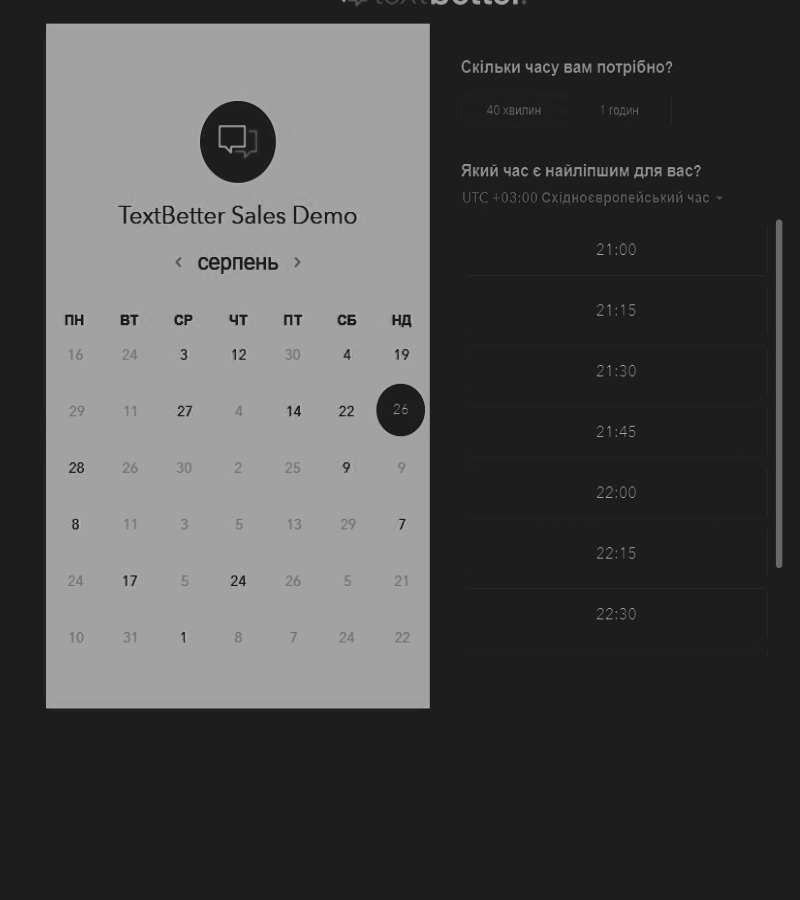 textbetter.
TextBetter Sales Demo
‹ серпень ›
ПН ВТ СР ЧТ ПТ СБ НД
16 24 3 12 30 4 19
29 11 27 4 14 22 26
28 26 30 2 25 9 9
8 11 3 5 13 29 7
24 17 5 24 26 5 21
10 31 1 8 7 24 22
Скільки часу вам потрібно?
40 хвилин 1 годин
Який час є найліпшим для вас?
UTC +03:00 Східноєвропейський час
21:00
21:15
21:30
21:45
22:00
22:15
22:30